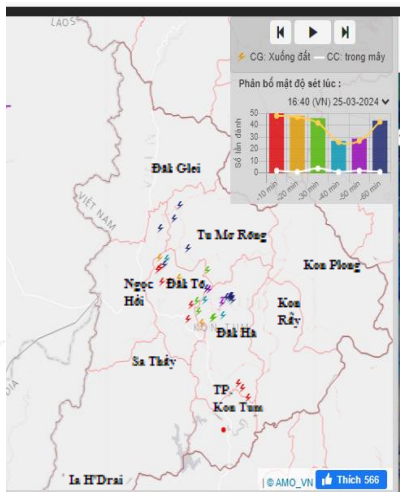 CG: Xuống đất CC: trong mây
Phân bố mật độ sét lúc :
16:40 (VN) 25-03-2024
Số lần đánh
50
40
30
20
10
0
-10 min
-20 min
-30 min
-40 min
-50 min
-60 min
LAOS
VIỆT NAM
Đăk Glei
Tu Mơ Rông
Kon Plong
Ngọc
Hồi
Đăk Tô
Kon
Rẫy
KON TUM
Đăk Hà
Sa Thầy
TP.
Kon Tum
DIA
Ia H'Drai
| © AMO_VN
Thích 566